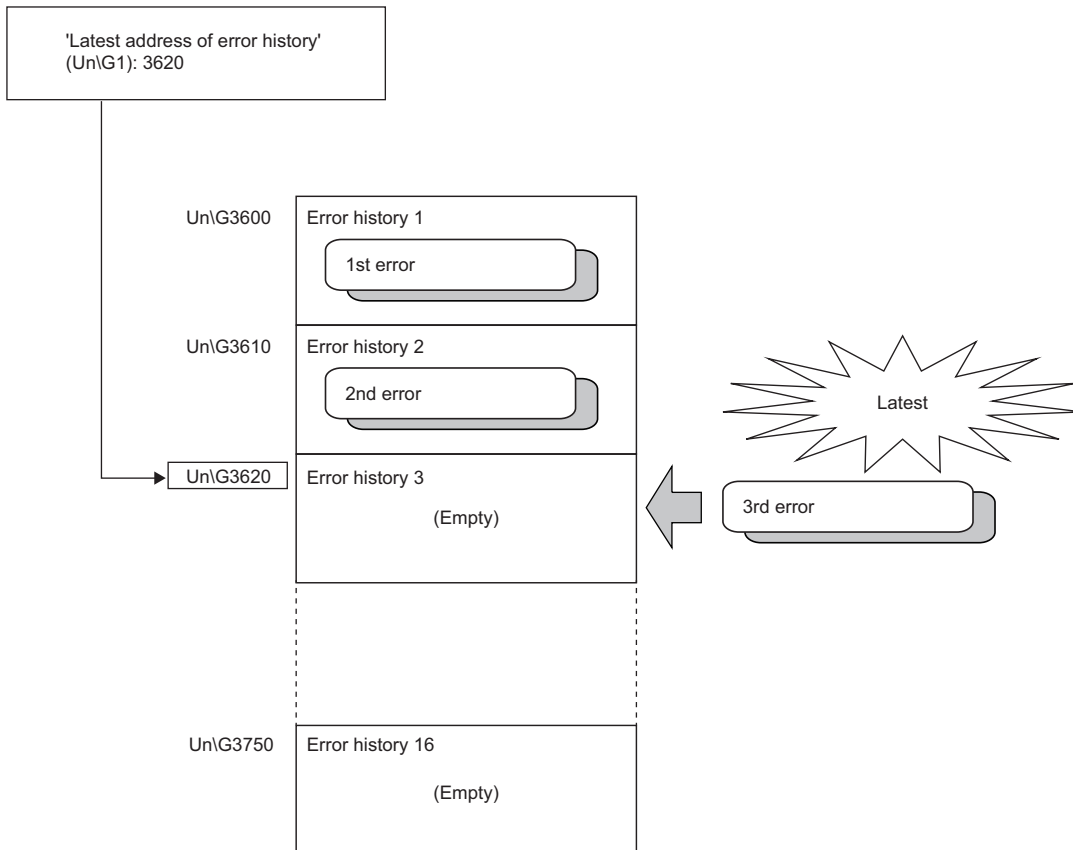 'Latest address of error history'
(Un\G1): 3620
Un\G3600
Error history 1
1st error
Un\G3610
Error history 2
2nd error
Latest
Un\G3620
Error history 3
(Empty)
3rd error
Un\G3750
Error history 16
(Empty)